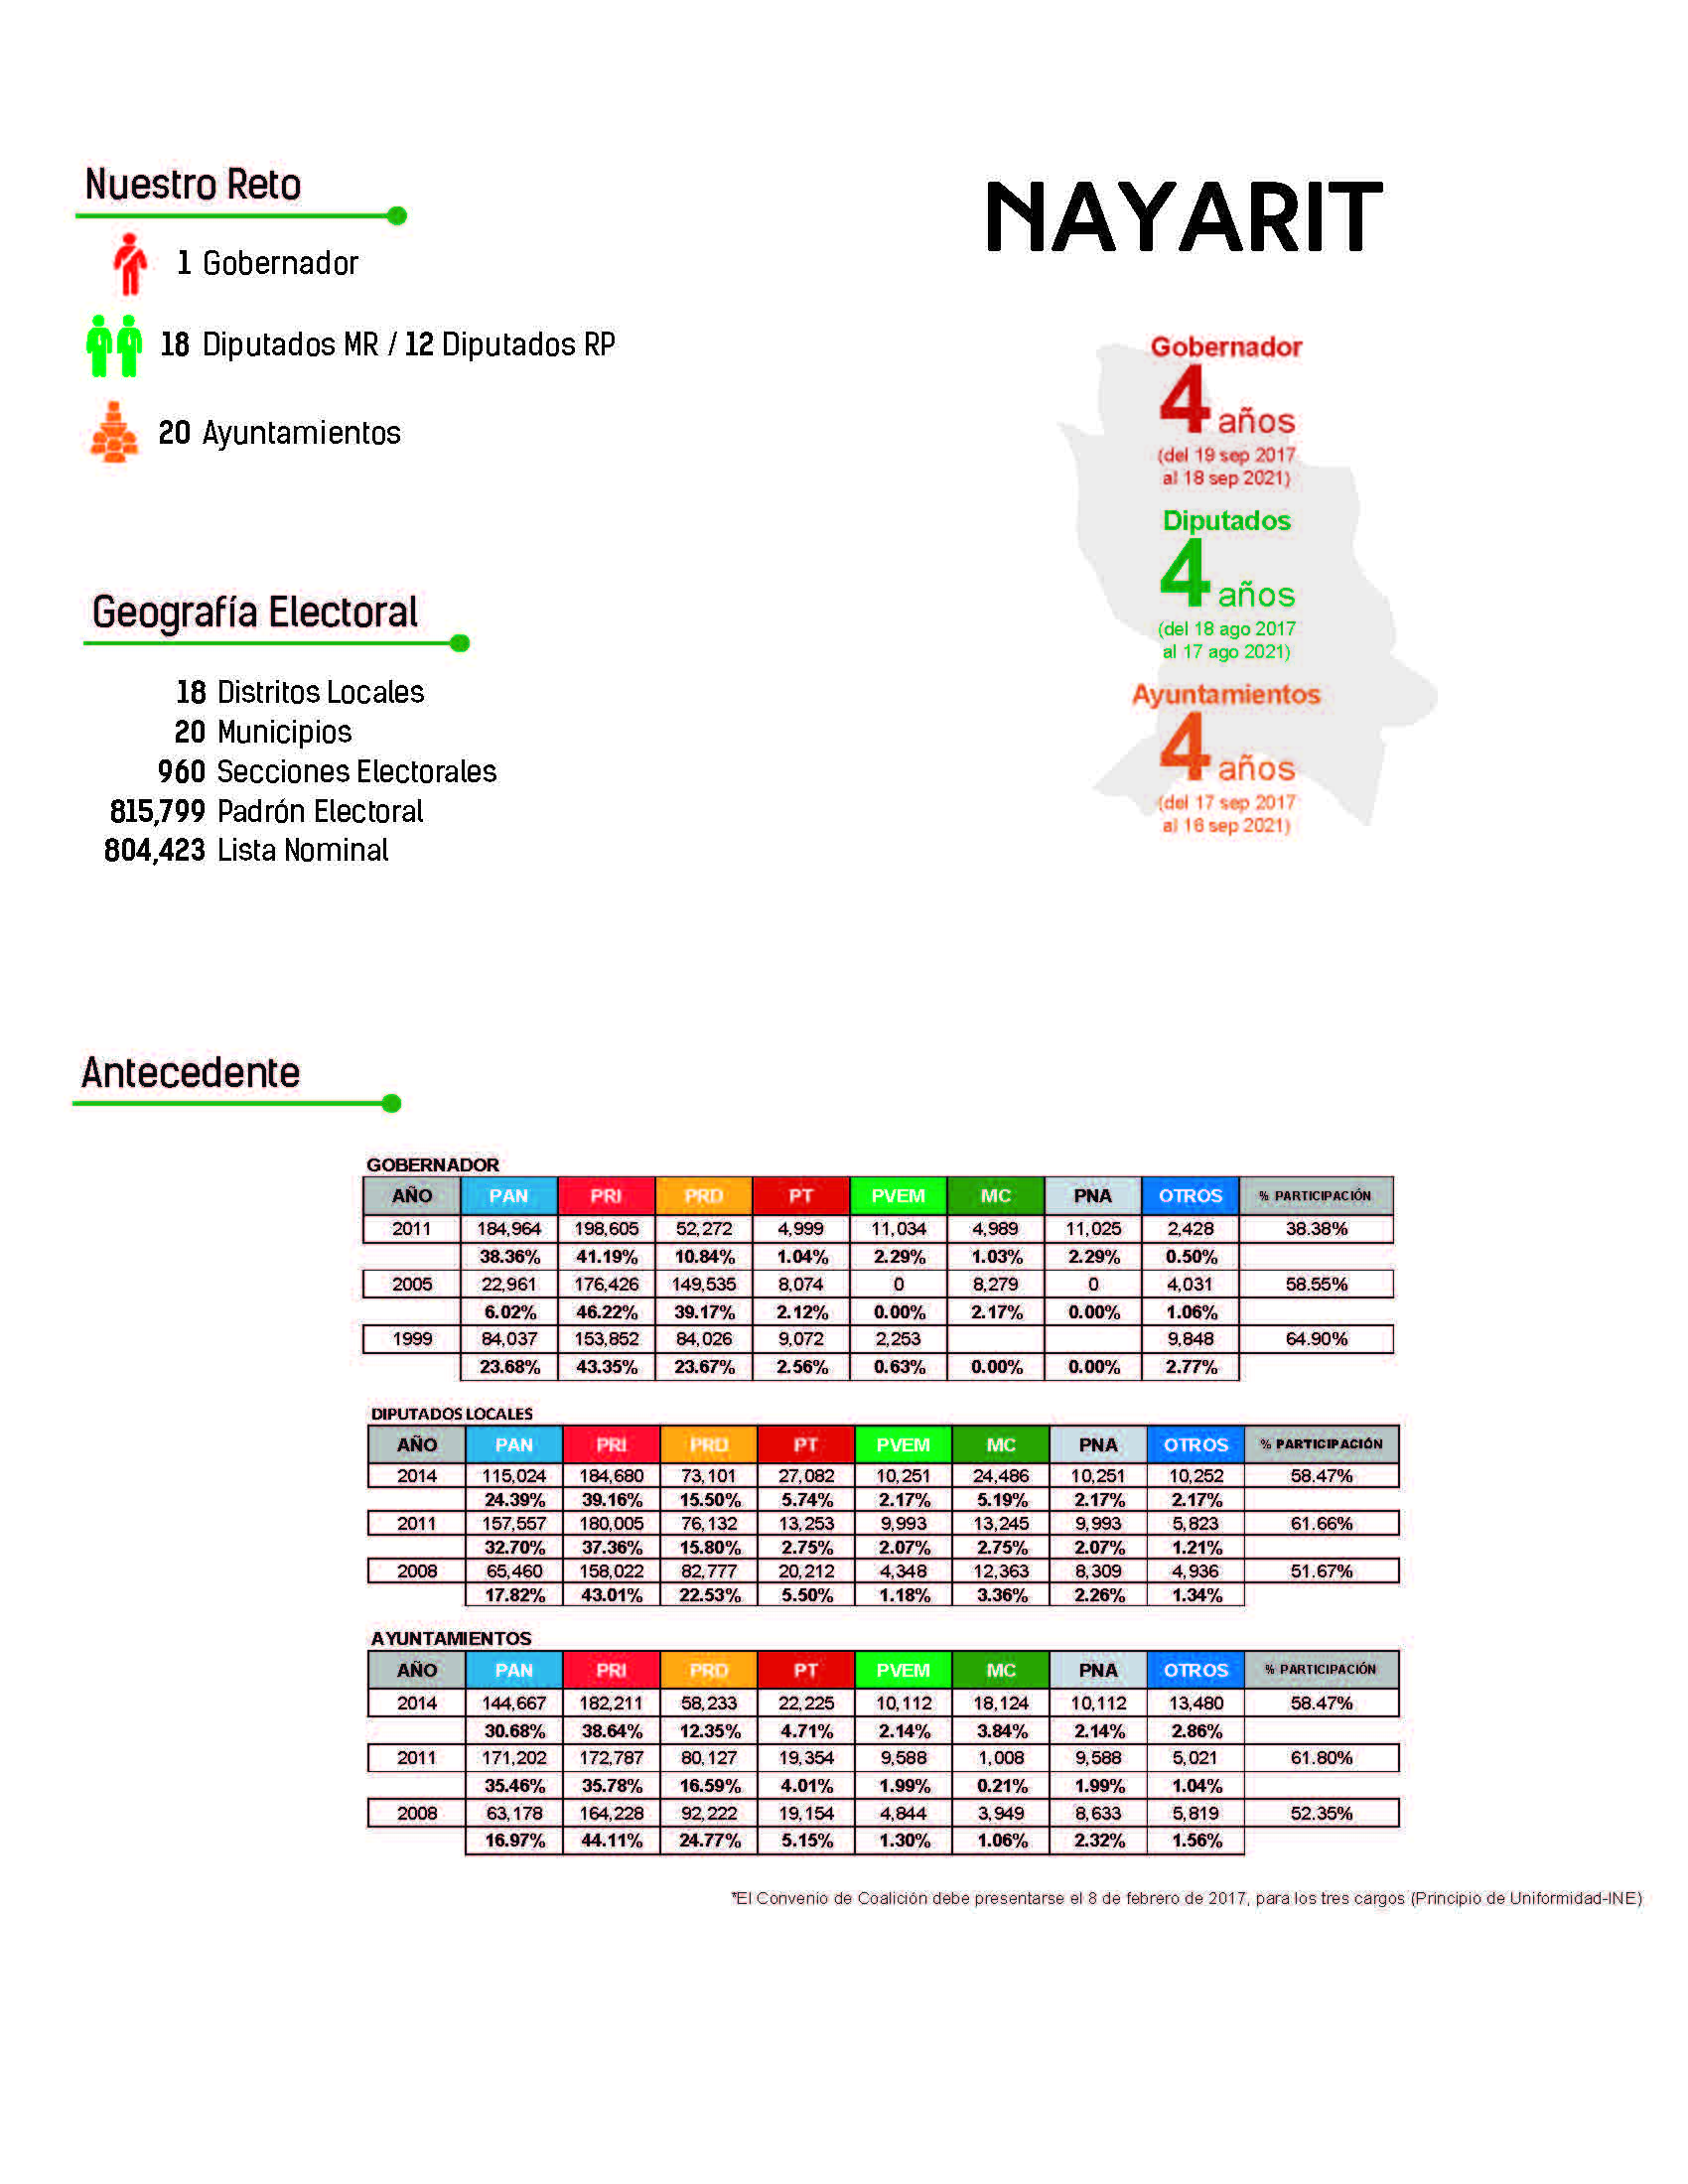 Nuestro Reto
1 Gobernador
18 Diputados MR / 12 Diputados RP
20 Ayuntamientos
NAYARIT
Gobernador
4 años
(del 19 sep 2017
al 18 sep 2021)
Diputados
4 años
(del 18 ago 2017
al 17 ago 2021)
Ayuntamientos
4 años
(del 17 sep 2017
al 16 sep 2021)
Geografía Electoral
18 Distritos Locales
20 Municipios
960 Secciones Electorales
815,799 Padrón Electoral
804,423 Lista Nominal
Antecedente
GOBERNADOR
AÑO PAN PRI PRD PT PVEM MC PNA OTROS % PARTICIPACIÓN
2011 184,964 198,605 52,272 4,999 11,034 4,989 11,025 2,428 38.38%
38.36% 41.19% 10.84% 1.04% 2.29% 1.03% 2.29% 0.50%
2005 22,961 176,426 149,535 8,074 0 8,279 0 4,031 58.55%
6.02% 46.22% 39.17% 2.12% 0.00% 2.17% 0.00% 1.06%
1999 84,037 153,852 84,026 9,072 2,253 9,848 64.90%
23.68% 43.35% 23.67% 2.56% 0.63% 0.00% 0.00% 2.77%
DIPUTADOS LOCALES
AÑO PAN PRI PRD PT PVEM MC PNA OTROS % PARTICIPACIÓN
2014 115,024 184,680 73,101 27,082 10,251 24,486 10,251 10,252 58.47%
24.39% 39.16% 15.50% 5.74% 2.17% 5.19% 2.17% 2.17%
2011 157,557 180,005 76,132 13,253 9,993 13,245 9,993 5,823 61.66%
32.70% 37.36% 15.80% 2.75% 2.07% 2.75% 2.07% 1.21%
2008 65,460 158,022 82,777 20,212 4,348 12,363 8,309 4,936 51.67%
17.82% 43.01% 22.53% 5.50% 1.18% 3.36% 2.26% 1.34%
AYUNTAMIENTOS
AÑO PAN PRI PRD PT PVEM MC PNA OTROS % PARTICIPACIÓN
2014 144,667 182,211 58,233 22,225 10,112 18,124 10,112 13,480 58.47%
30.68% 38.64% 12.35% 4.71% 2.14% 3.84% 2.14% 2.86%
2011 171,202 172,787 80,127 19,354 9,588 1,008 9,588 5,021 61.80%
35.46% 35.78% 16.59% 4.01% 1.99% 0.21% 1.99% 1.04%
2008 63,178 164,228 92,222 19,154 4,844 3,949 8,633 5,819 52.35%
16.97% 44.11% 24.77% 5.15% 1.30% 1.06% 2.32% 1.56%
*El Convenio de Coalición debe presentarse el 8 de febrero de 2017, para los tres cargos (Principio de Uniformidad-INE)